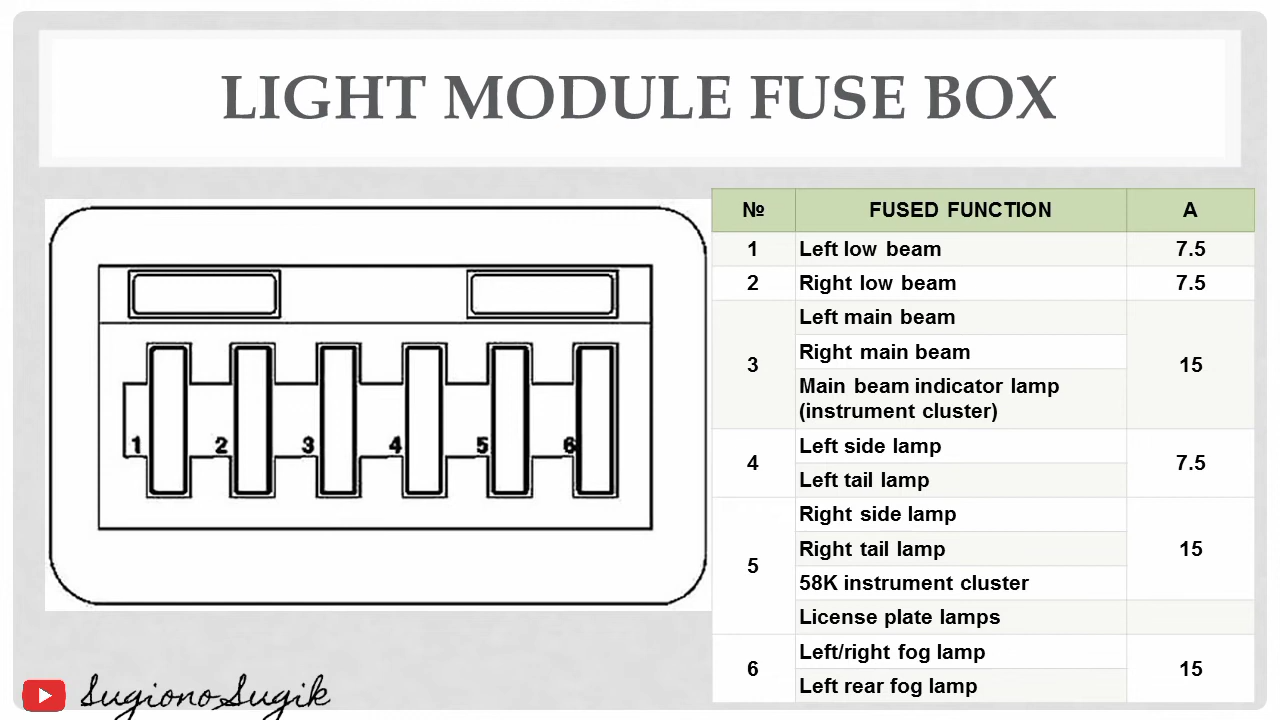 LIGHT MODULE FUSE BOX
1 2 3 4 5 6
№ FUSED FUNCTION A
1 Left low beam 7.5
2 Right low beam 7.5
3 Left main beam 15
Right main beam
Main beam indicator lamp
(instrument cluster)
4 Left side lamp 7.5
Left tail lamp
5 Right side lamp 15
Right tail lamp
58K instrument cluster
License plate lamps
6 Left/right fog lamp 15
Left rear fog lamp
SugionoSugik